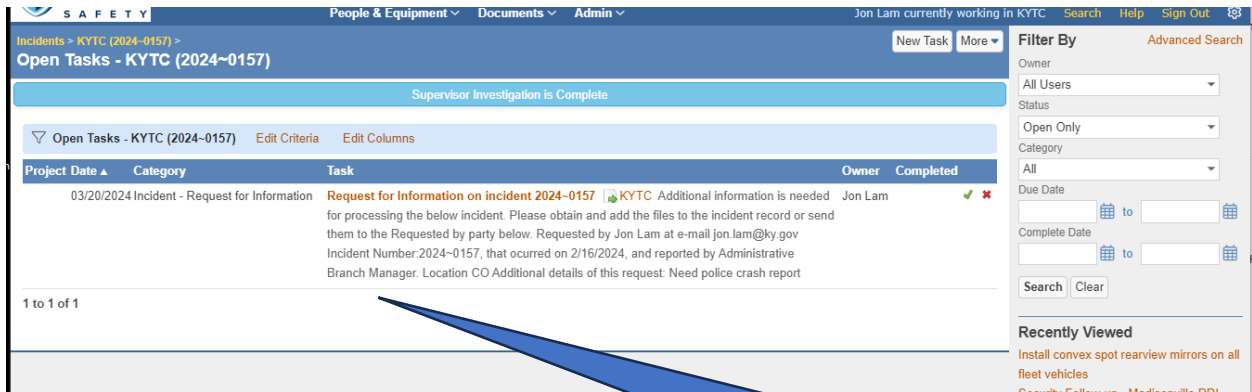 SAFETY
People & Equipment Documents Admin
Jon Lam currently working in KYTC Search Help Sign Out
Incidents > KYTC (2024~0157) >
Open Tasks - KYTC (2024~0157)
New Task More
Supervisor Investigation is Complete
Open Tasks - KYTC (2024~0157) Edit Criteria Edit Columns
Project Date Category Task Owner Completed
03/20/2024 Incident - Request for Information Request for Information on incident 2024~0157 KYTC Additional information is needed Jon Lam
for processing the below incident. Please obtain and add the files to the incident record or send
them to the Requested by party below. Requested by Jon Lam at e-mail jon.lam@ky.gov
Incident Number:2024~0157, that ocurred on 2/16/2024, and reported by Administrative
Branch Manager. Location CO Additional details of this request: Need police crash report
1 to 1 of 1
Filter By Advanced Search
Owner
All Users
Status
Open Only
Category
All
Due Date
to
Complete Date
to
Search Clear
Recently Viewed
Install convex spot rearview mirrors on all
fleet vehicles